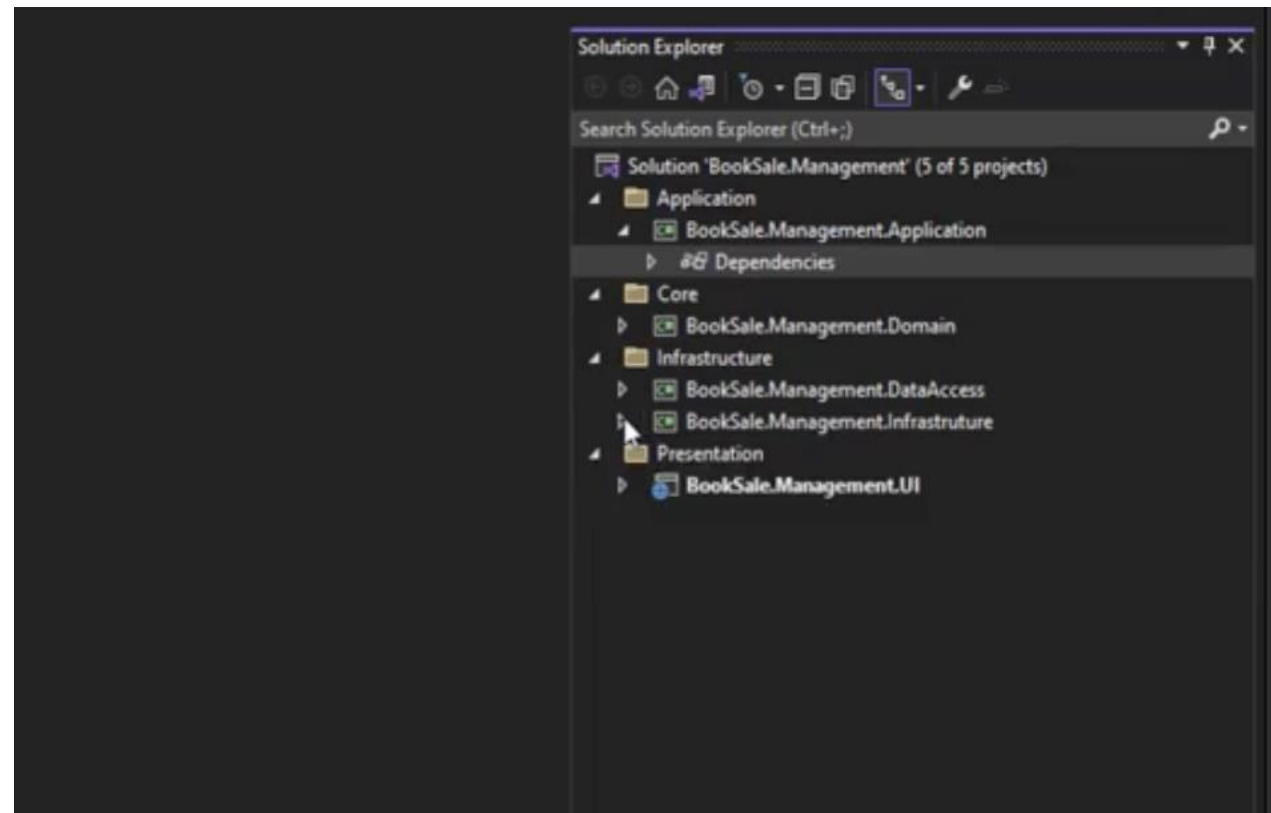 Solution Explorer
Search Solution Explorer (Ctrl+;)
Solution 'BookSale.Management' (5 of 5 projects)
Application
BookSale.Management.Application
Dependencies
Core
BookSale.Management.Domain
Infrastructure
BookSale.Management.DataAccess
BookSale.Management.Infrastruture
Presentation
BookSale.Management.UI